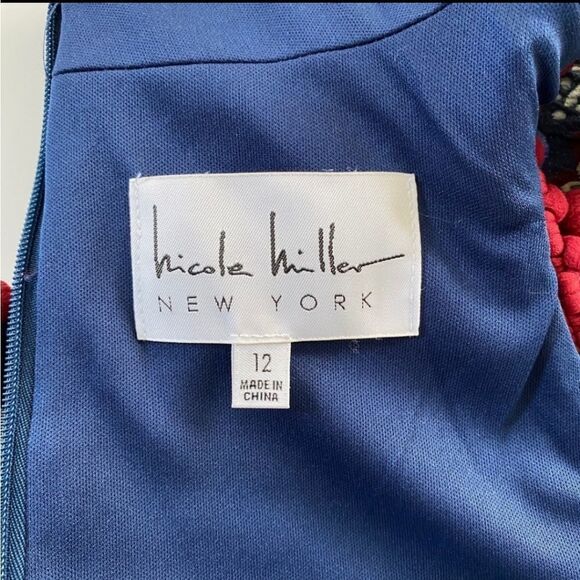 nicole miller
NEW YORK
12
MADE IN
CHINA